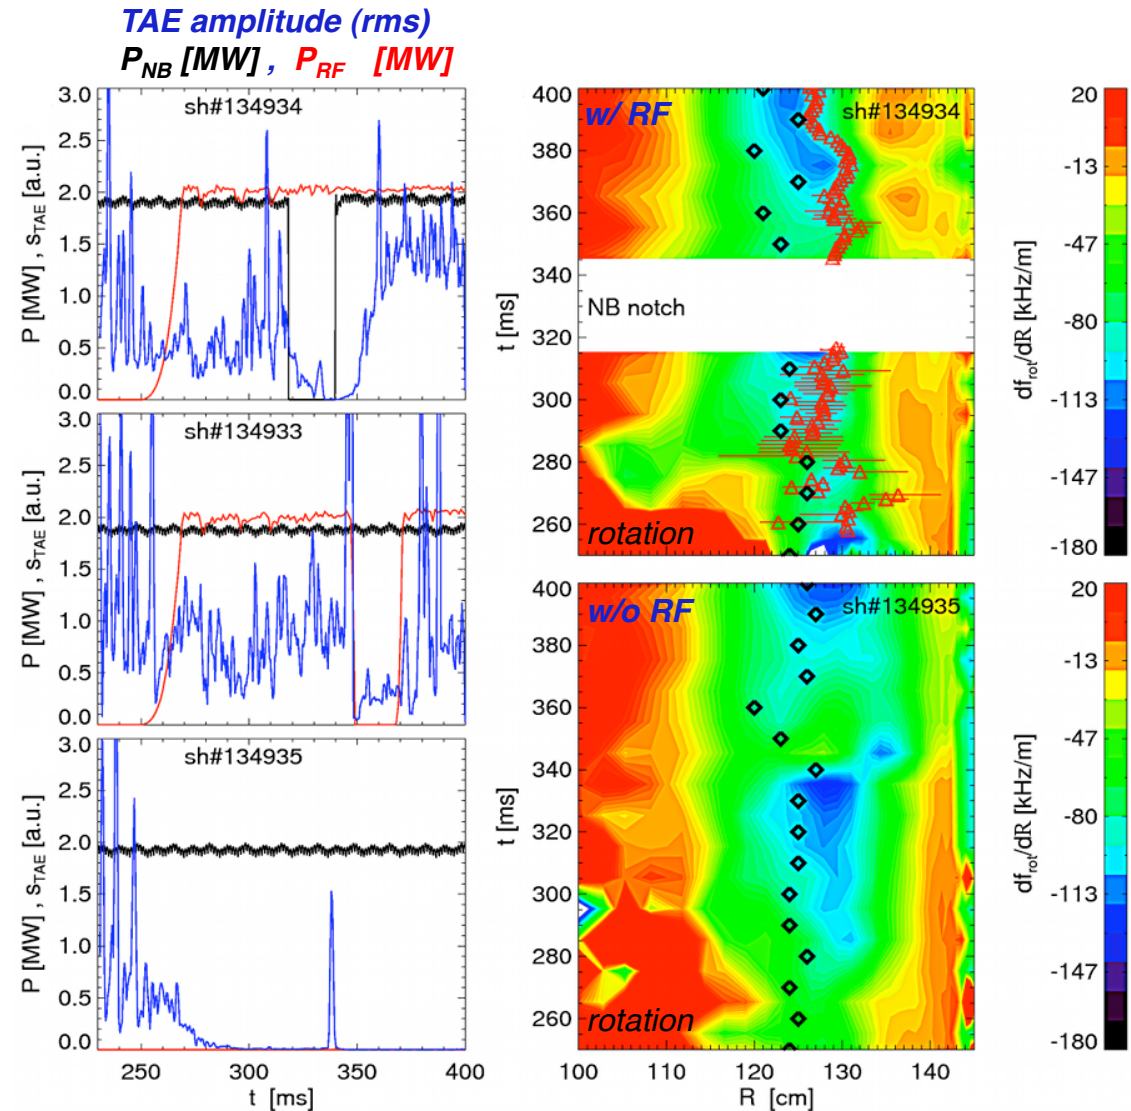 TAE amplitude (rms)
P_NB [MW] , P_RF [MW]
sh#134934
3.0
2.5
2.0
1.5
1.0
0.5
0.0
P [MW] , s_TAE [a.u.]
sh#134933
3.0
2.5
2.0
1.5
1.0
0.5
0.0
P [MW] , s_TAE [a.u.]
sh#134935
3.0
2.5
2.0
1.5
1.0
0.5
0.0
P [MW] , s_TAE [a.u.]
250 300 350 400
t [ms]
w/ RF
sh#134934
400
380
360
340
320
300
280
260
t [ms]
NB notch
rotation
20
-13
-47
-80
-113
-147
-180
df_rot/dR [kHz/m]
w/o RF
sh#134935
400
380
360
340
320
300
280
260
t [ms]
rotation
100 110 120 130 140
R [cm]
20
-13
-47
-80
-113
-147
-180
df_rot/dR [kHz/m]